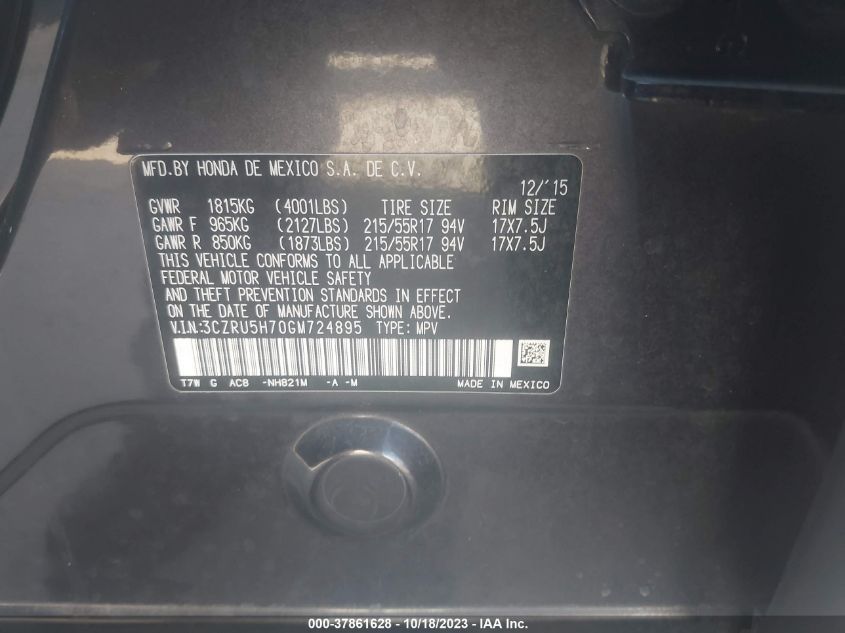 MFD.BY HONDA DE MEXICO S.A. DE C.V.
12/'15
GVWR 1815KG (4001LBS) TIRE SIZE RIM SIZE
GAWR F 965KG (2127LBS) 215/55R17 94V 17X7.5J
GAWR R 850KG (1873LBS) 215/55R17 94V 17X7.5J
THIS VEHICLE CONFORMS TO ALL APPLICABLE
FEDERAL MOTOR VEHICLE SAFETY
AND THEFT PREVENTION STANDARDS IN EFFECT
ON THE DATE OF MANUFACTURE SHOWN ABOVE.
V.I.N.:3CZRU5H70GM724895 TYPE: MPV
T7W G AC8 -NH821M -A -M MADE IN MEXICO
000-37861628 - 10/18/2023 - IAA Inc.